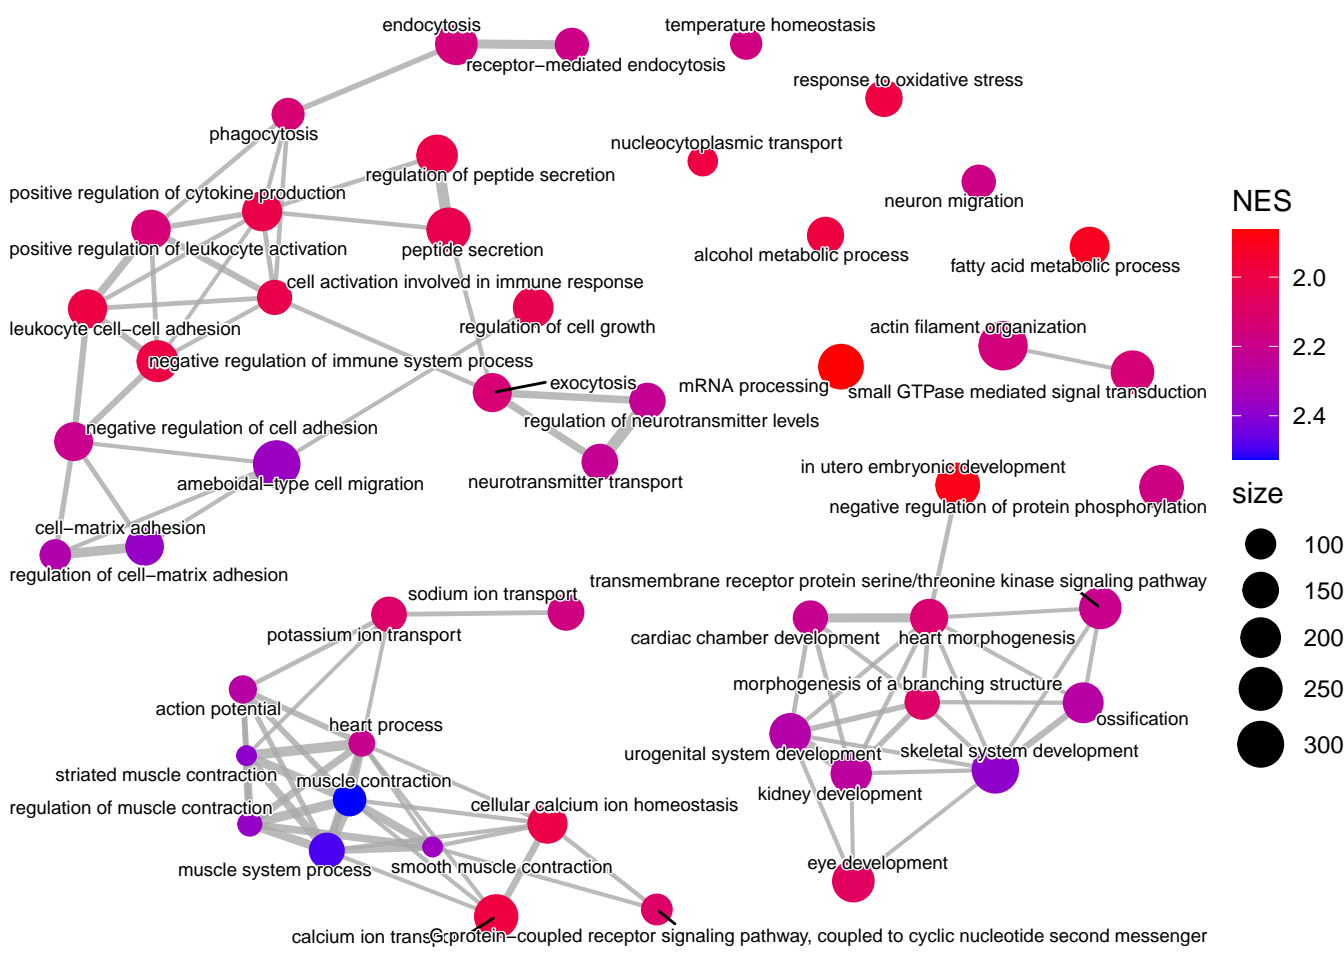 endocytosis
temperature homeostasis
receptor−mediated endocytosis
response to oxidative stress
phagocytosis
nucleocytoplasmic transport
regulation of peptide secretion
positive regulation of cytokine production
neuron migration
positive regulation of leukocyte activation
peptide secretion
alcohol metabolic process
fatty acid metabolic process
cell activation involved in immune response
leukocyte cell−cell adhesion
regulation of cell growth
actin filament organization
negative regulation of immune system process
exocytosis
mRNA processing
small GTPase mediated signal transduction
regulation of neurotransmitter levels
negative regulation of cell adhesion
in utero embryonic development
ameboidal−type cell migration
neurotransmitter transport
negative regulation of protein phosphorylation
cell−matrix adhesion
regulation of cell−matrix adhesion
transmembrane receptor protein serine/threonine kinase signaling pathway
sodium ion transport
potassium ion transport
cardiac chamber development
heart morphogenesis
morphogenesis of a branching structure
action potential
heart process
ossification
urogenital system development
skeletal system development
striated muscle contraction
muscle contraction
kidney development
regulation of muscle contraction
cellular calcium ion homeostasis
muscle system process
smooth muscle contraction
eye development
calcium ion transport
G protein−coupled receptor signaling pathway, coupled to cyclic nucleotide second messenger
NES
2.0
2.2
2.4
size
100
150
200
250
300